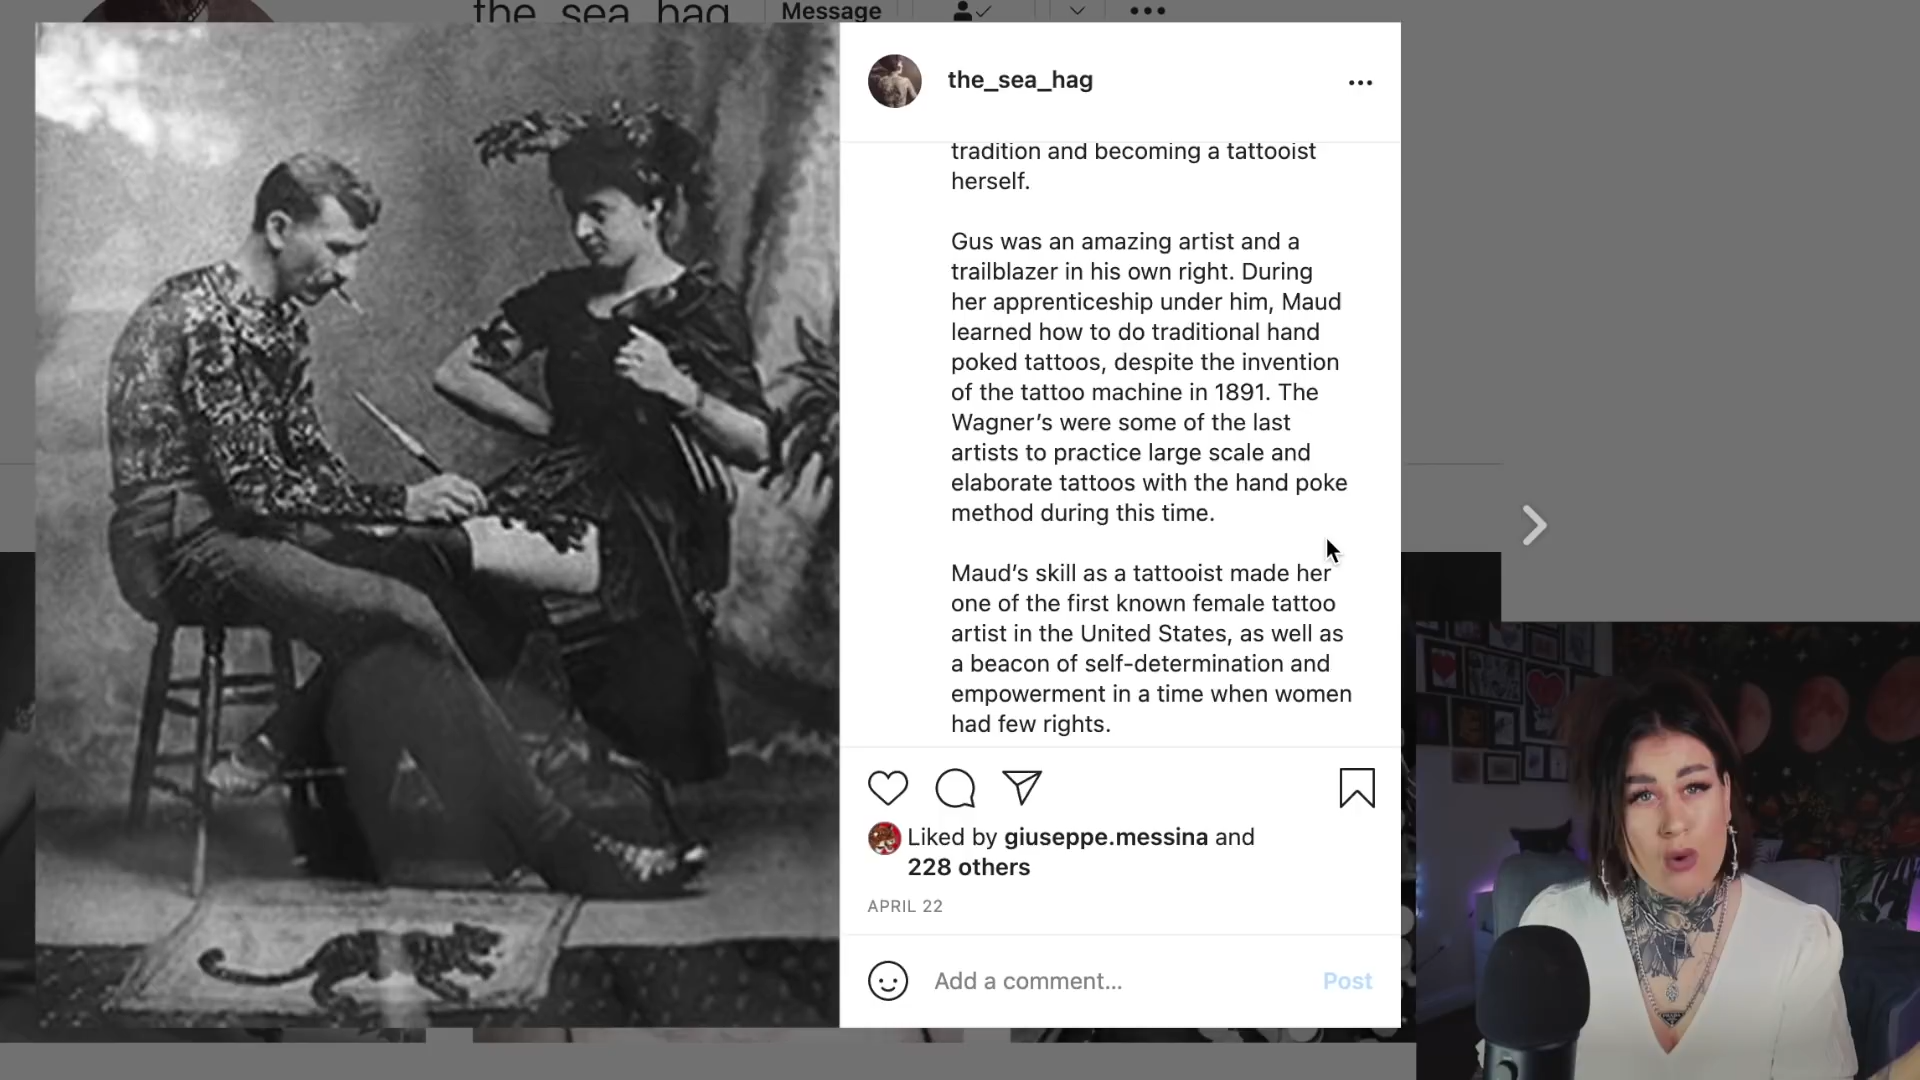 the_sea_hag
Message
the_sea_hag
tradition and becoming a tattooist
herself.
Gus was an amazing artist and a
trailblazer in his own right. During
her apprenticeship under him, Maud
learned how to do traditional hand
poked tattoos, despite the invention
of the tattoo machine in 1891. The
Wagner’s were some of the last
artists to practice large scale and
elaborate tattoos with the hand poke
method during this time.
Maud’s skill as a tattooist made her
one of the first known female tattoo
artist in the United States, as well as
a beacon of self-determination and
empowerment in a time when women
had few rights.
Liked by giuseppe.messina and
228 others
APRIL 22
Add a comment...
Post